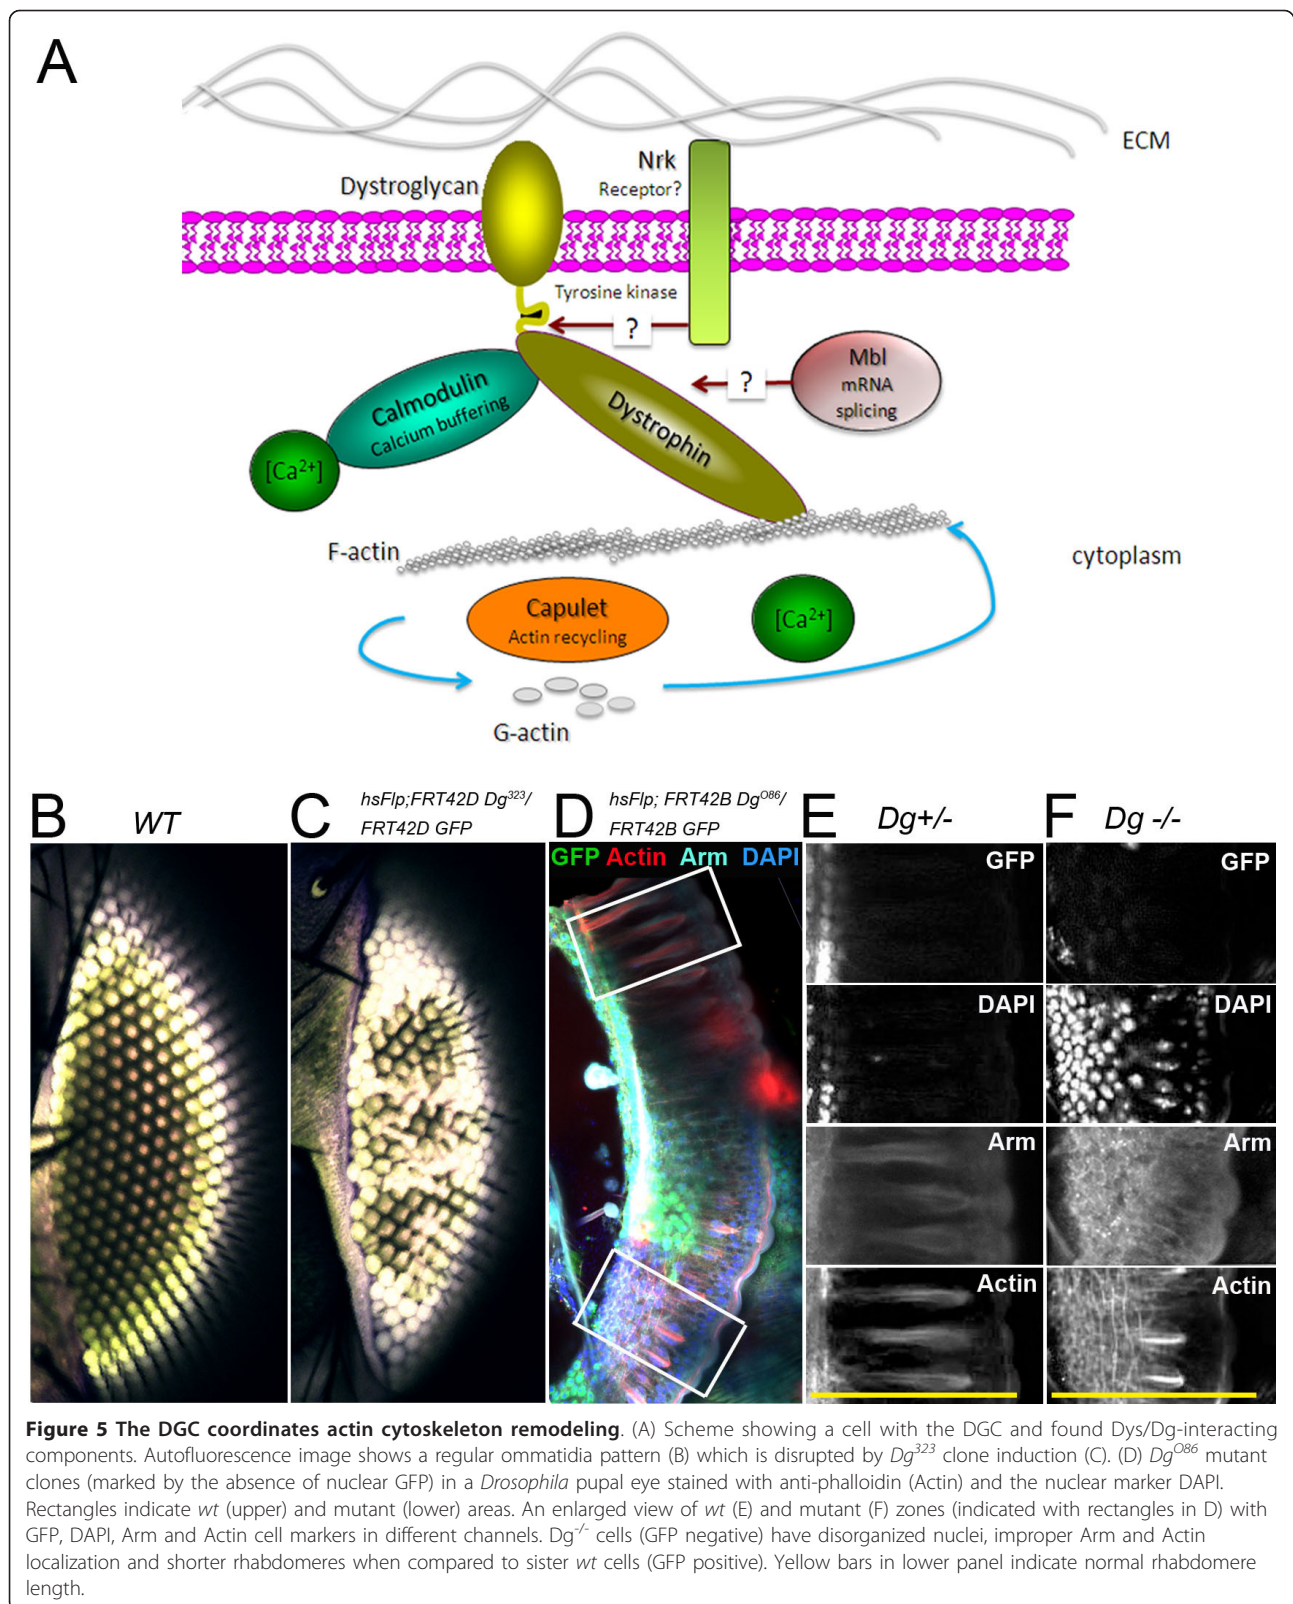 A
ECM
Nrk
Receptor?
Dystroglycan
Tyrosine kinase
?
Mbl
mRNA
splicing
?
Calmodulin
Calcium buffering
Dystrophin
[Ca²⁺]
F-actin
cytoplasm
Capulet
Actin recycling
[Ca²⁺]
G-actin
B WT
C hsFlp;FRT42D Dg³²³/
FRT42D GFP
D hsFlp; FRT42B Dg^O86/
FRT42B GFP
GFP Actin Arm DAPI
E Dg+/-
GFP
DAPI
Arm
Actin
F Dg -/-
GFP
DAPI
Arm
Actin
Figure 5 The DGC coordinates actin cytoskeleton remodeling. (A) Scheme showing a cell with the DGC and found Dys/Dg-interacting
components. Autofluorescence image shows a regular ommatidia pattern (B) which is disrupted by Dg³²³ clone induction (C). (D) Dg^O86 mutant
clones (marked by the absence of nuclear GFP) in a Drosophila pupal eye stained with anti-phalloidin (Actin) and the nuclear marker DAPI.
Rectangles indicate wt (upper) and mutant (lower) areas. An enlarged view of wt (E) and mutant (F) zones (indicated with rectangles in D) with
GFP, DAPI, Arm and Actin cell markers in different channels. Dg⁻/⁻ cells (GFP negative) have disorganized nuclei, improper Arm and Actin
localization and shorter rhabdomeres when compared to sister wt cells (GFP positive). Yellow bars in lower panel indicate normal rhabdomere
length.